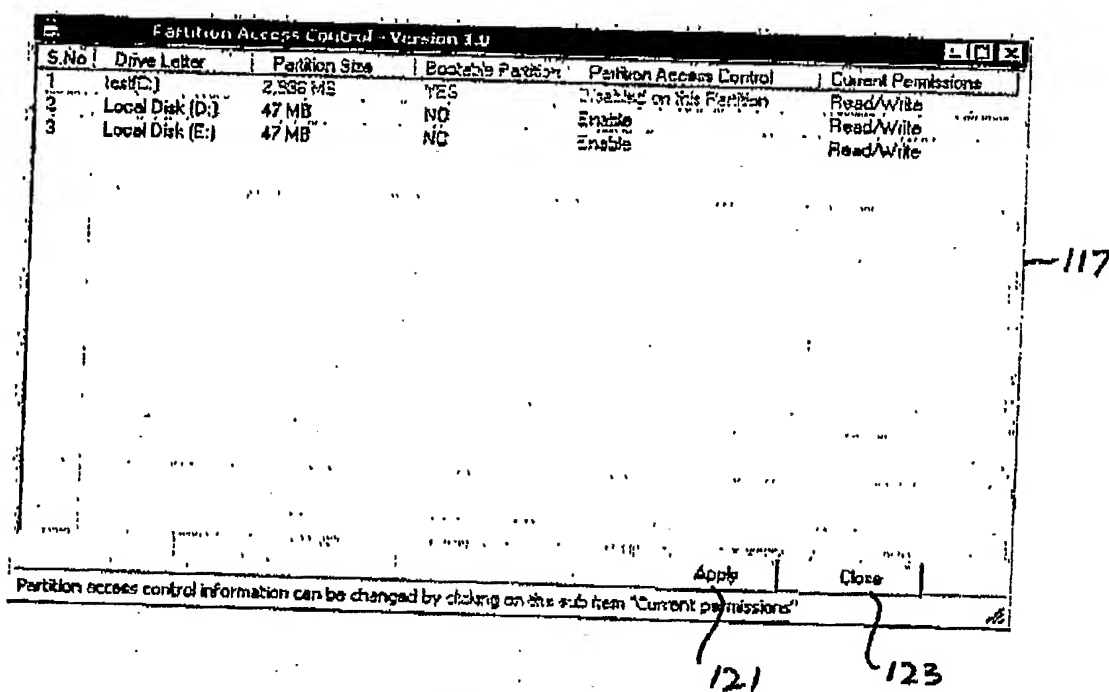 Partition Access Control - Version 1.0
S.No Drive Letter Partition Size Bootable Partition Partition Access Control Current Permissions
1 test(C:) 2,996 MB YES Disabled on this Partition Read/Write
2 Local Disk (D:) 47 MB NO Enable Read/Write
3 Local Disk (E:) 47 MB NO Enable Read/Write
117
Apply Close
Partition access control information can be changed by clicking on the sub item "Current permissions"
121 123